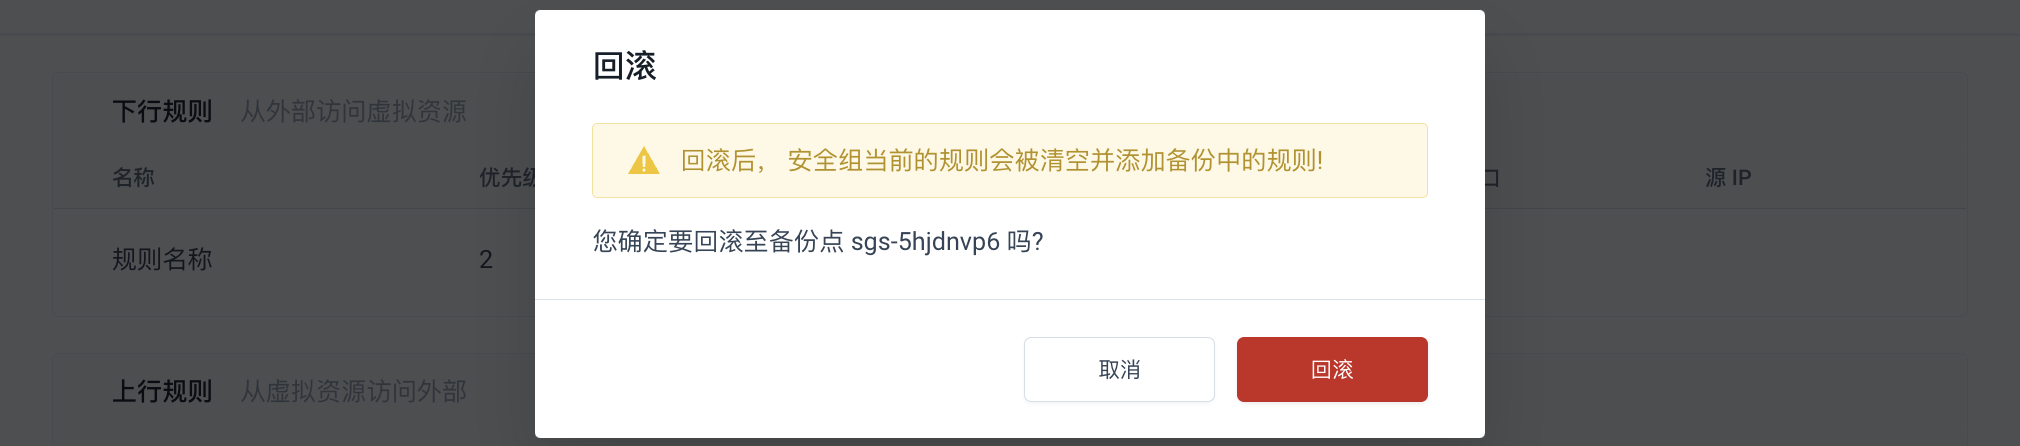 回滚
回滚后， 安全组当前的规则会被清空并添加备份中的规则!
您确定要回滚至备份点 sgs-5hjdnvp6 吗?
取消 回滚
下行规则 从外部访问虚拟资源
名称 优先级 口 源 IP
规则名称 2
上行规则 从虚拟资源访问外部